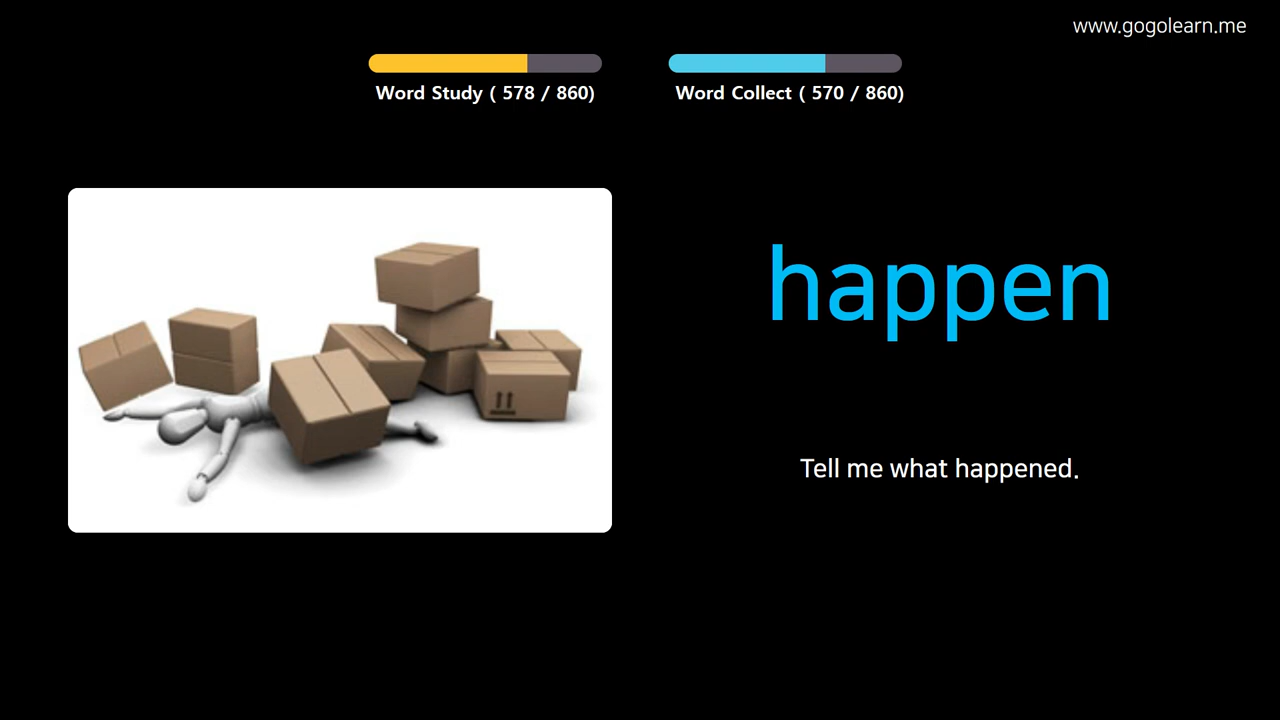 www.gogolearn.me
Word Study ( 578 / 860)
Word Collect ( 570 / 860)
happen
Tell me what happened.